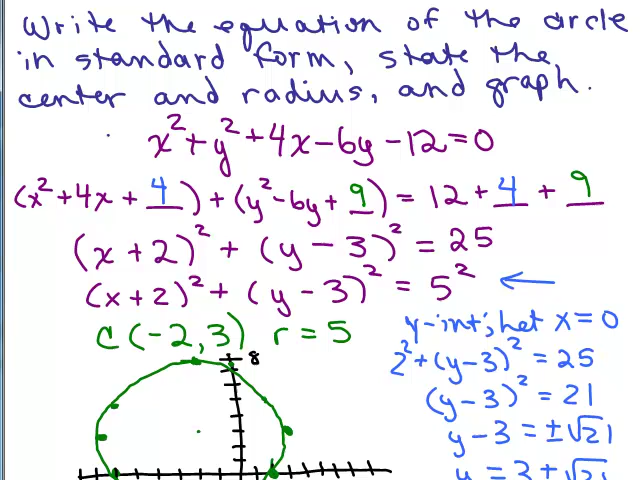 Write the equation of the circle
in standard form, state the
center and radius, and graph.
x² + y² + 4x - 6y - 12 = 0
(x² + 4x + 4) + (y² - 6y + 9) = 12 + 4 + 9
(x + 2)² + (y - 3)² = 25
(x + 2)² + (y - 3)² = 5² ←
C(-2, 3) r = 5
y-int's, let x = 0
2² + (y - 3)² = 25
(y - 3)² = 21
y - 3 = ±√21
y = 3 ± √21
8